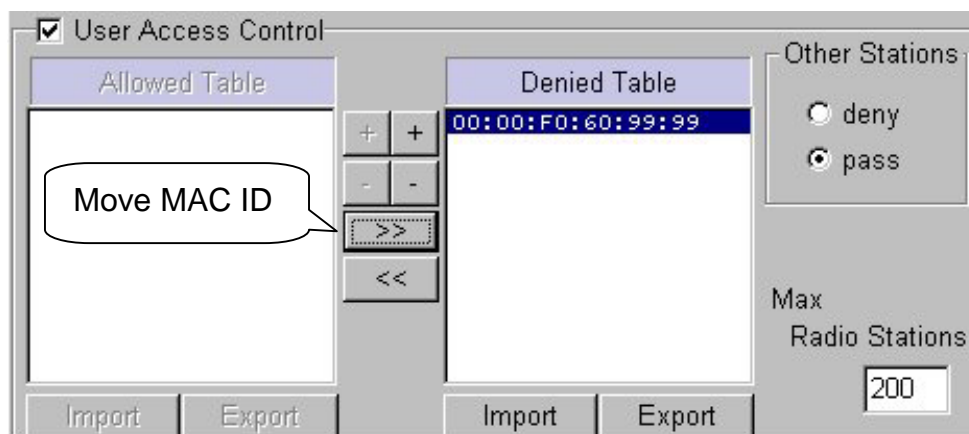 User Access Control
Allowed Table
Denied Table
Other Stations
00:00:F0:60:99:99
+ +
deny
- -
pass
Move MAC ID
>>
<<
Max
Radio Stations
200
Import Export
Import Export